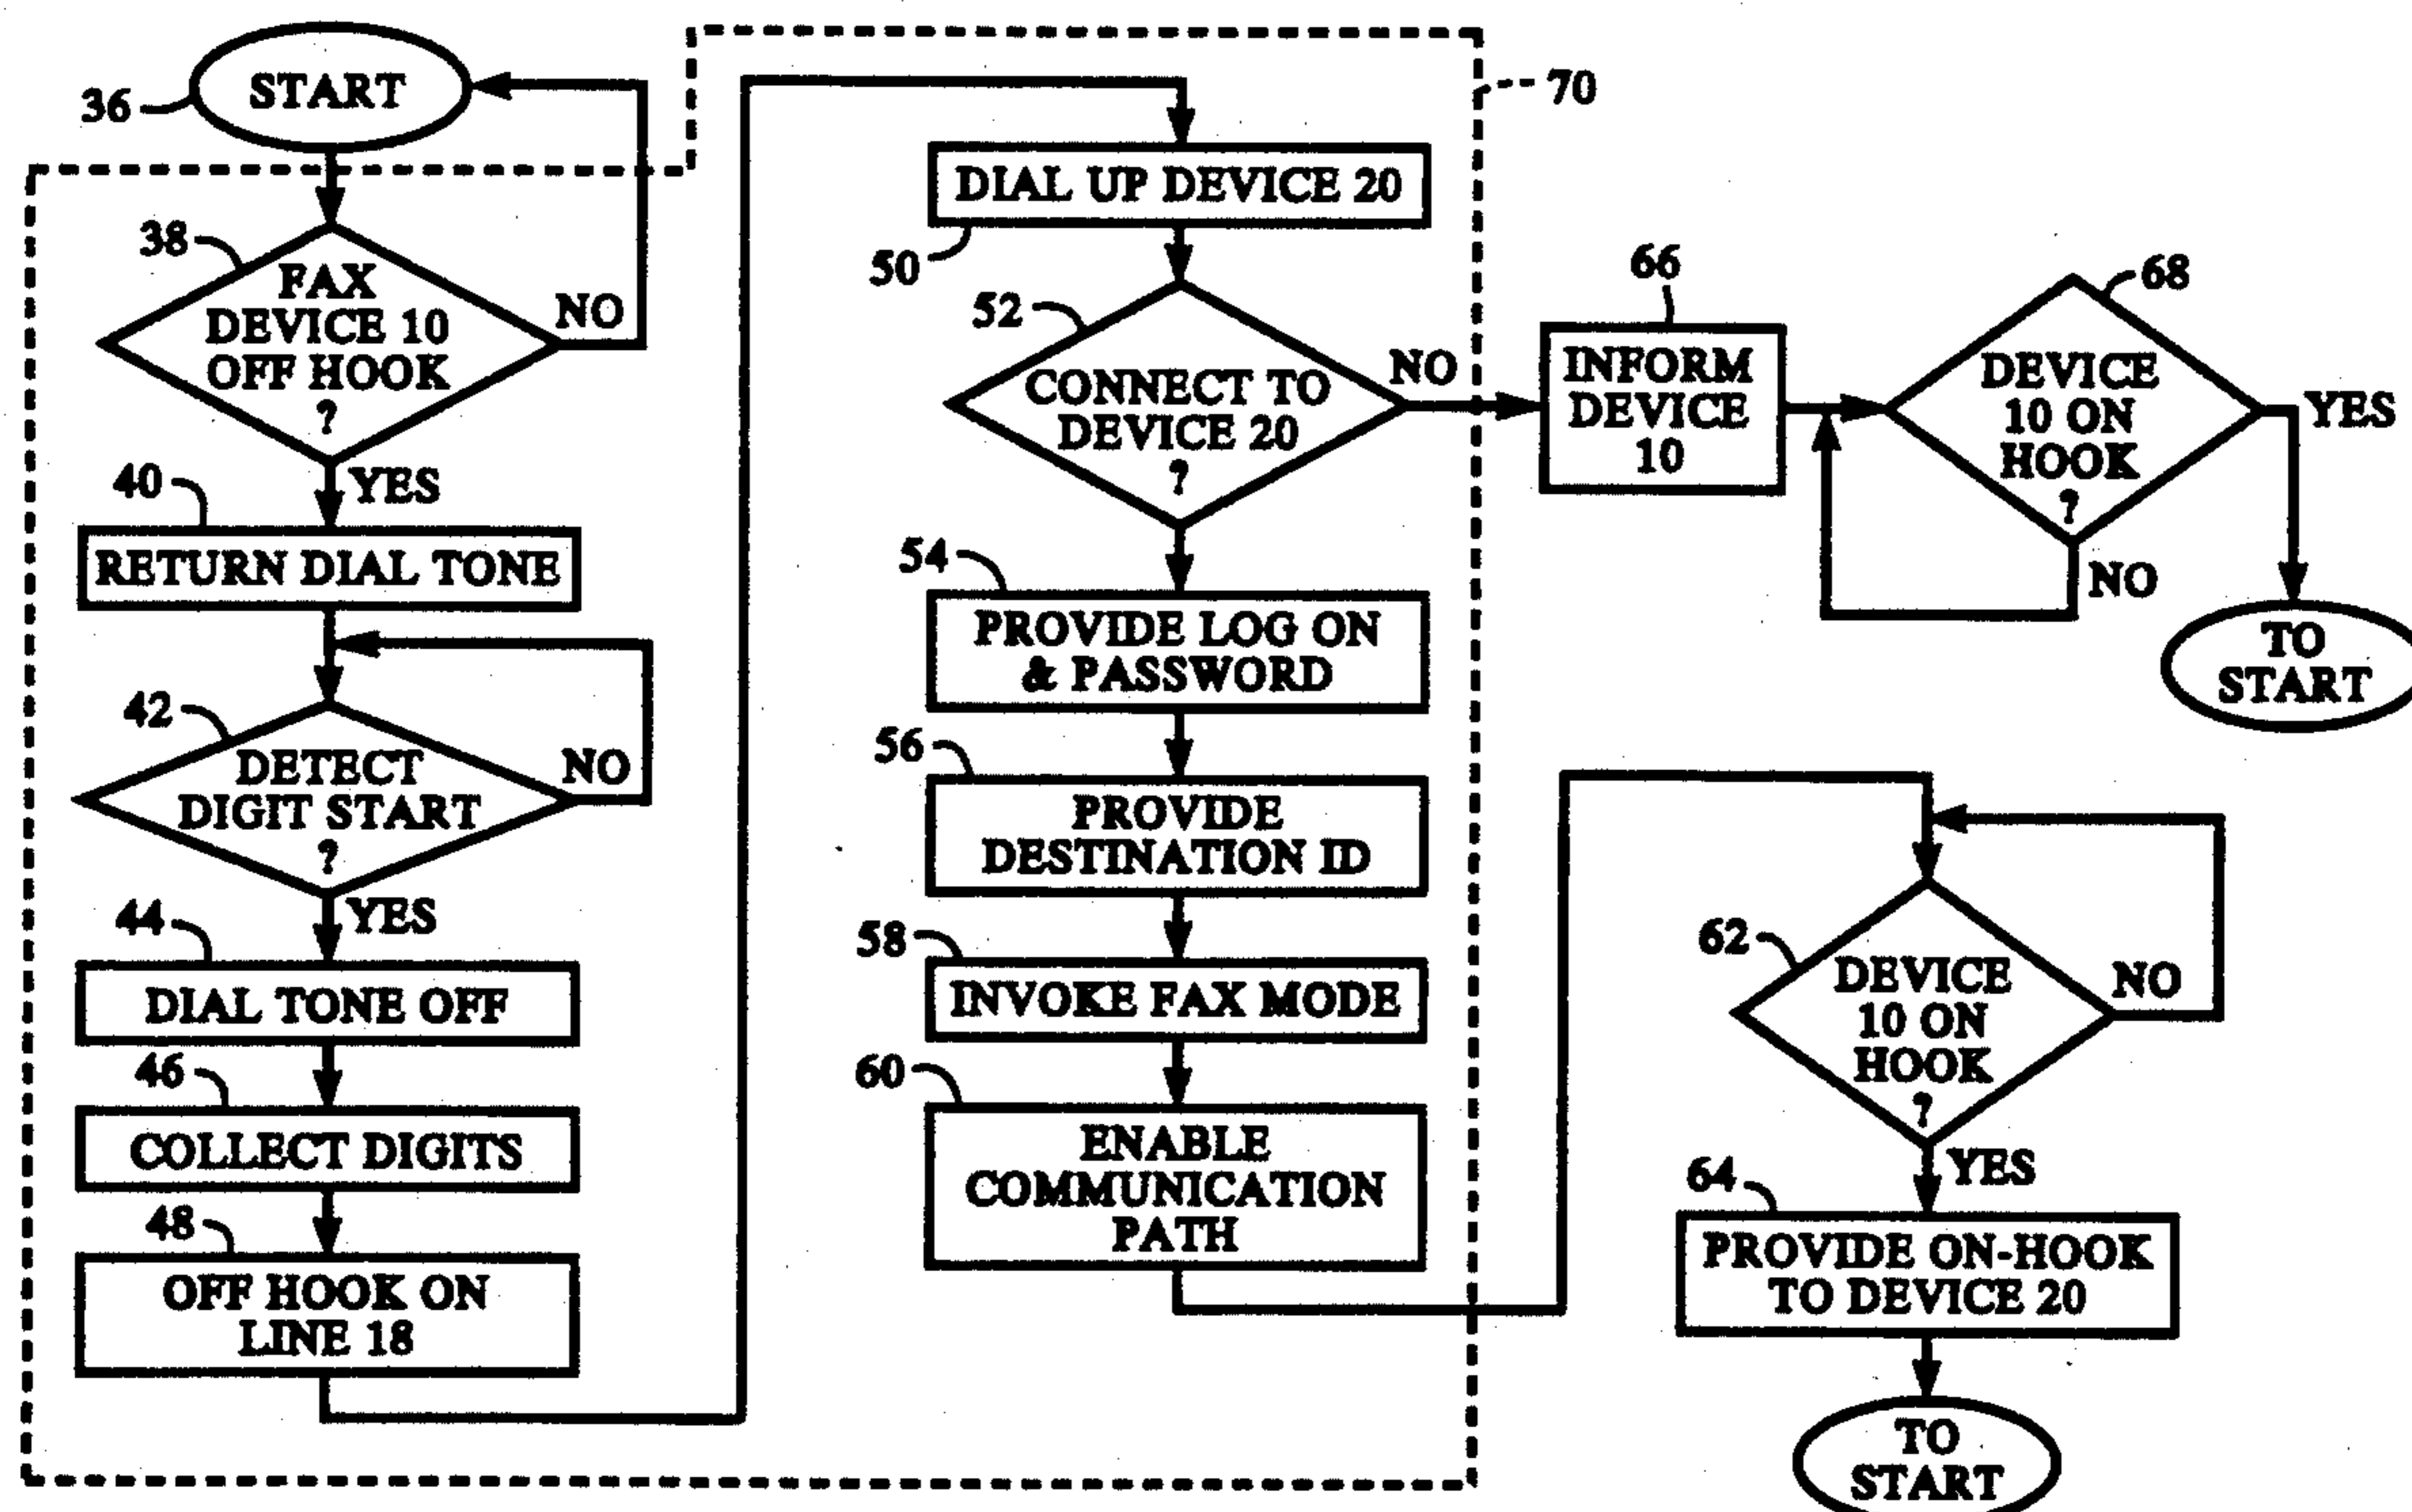 START
36
38
FAX
DEVICE 10
OFF HOOK
?
NO
YES
40
RETURN DIAL TONE
42
DETECT
DIGIT START
?
NO
YES
44
DIAL TONE OFF
46
COLLECT DIGITS
48
OFF HOOK ON
LINE 18
70
DIAL UP DEVICE 20
50
52
CONNECT TO
DEVICE 20
?
NO
54
PROVIDE LOG ON
& PASSWORD
56
PROVIDE
DESTINATION ID
58
INVOKE FAX MODE
60
ENABLE
COMMUNICATION
PATH
66
INFORM
DEVICE
10
68
DEVICE
10 ON
HOOK
?
YES
NO
TO
START
62
DEVICE
10 ON
HOOK
?
NO
YES
64
PROVIDE ON-HOOK
TO DEVICE 20
TO
START